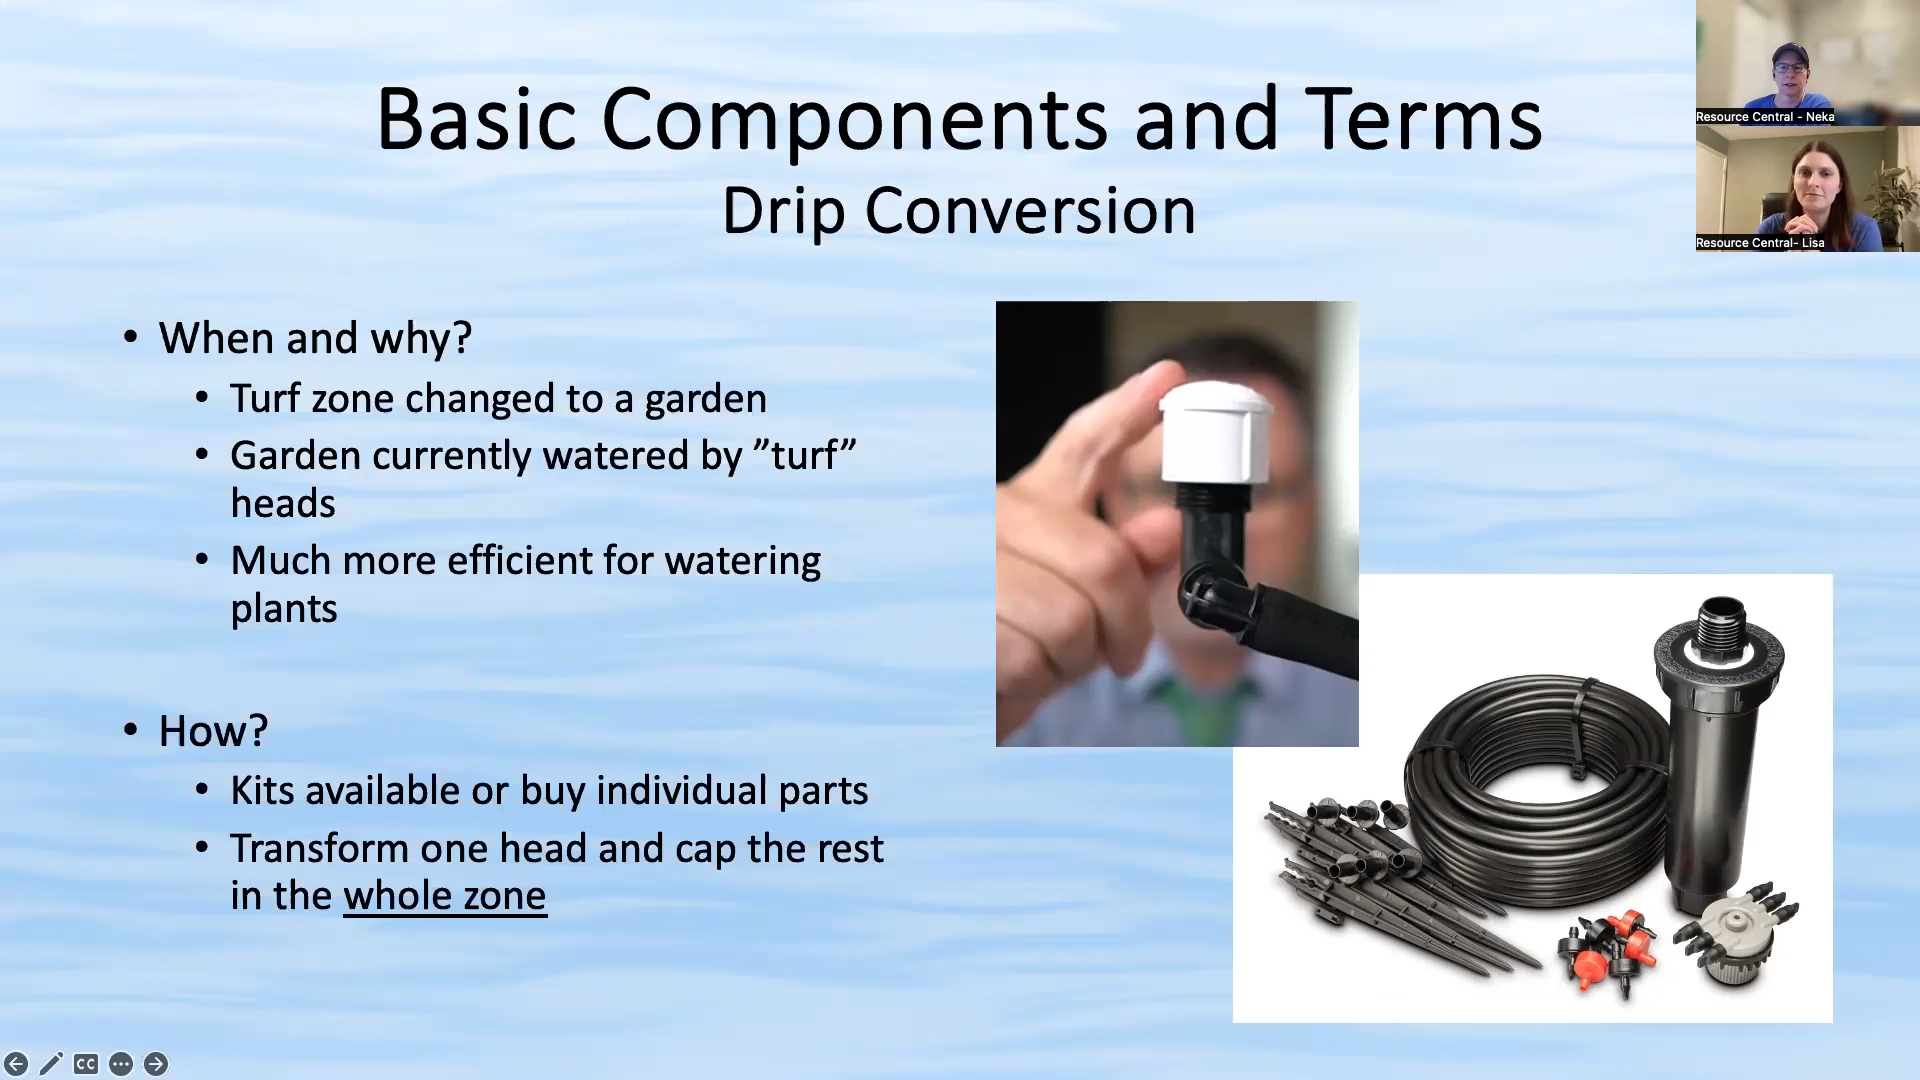 Basic Components and Terms
Drip Conversion
Resource Central - Neka
Resource Central- Lisa
• When and why?
• Turf zone changed to a garden
• Garden currently watered by ”turf”
heads
• Much more efficient for watering
plants
• How?
• Kits available or buy individual parts
• Transform one head and cap the rest
in the whole zone
CC